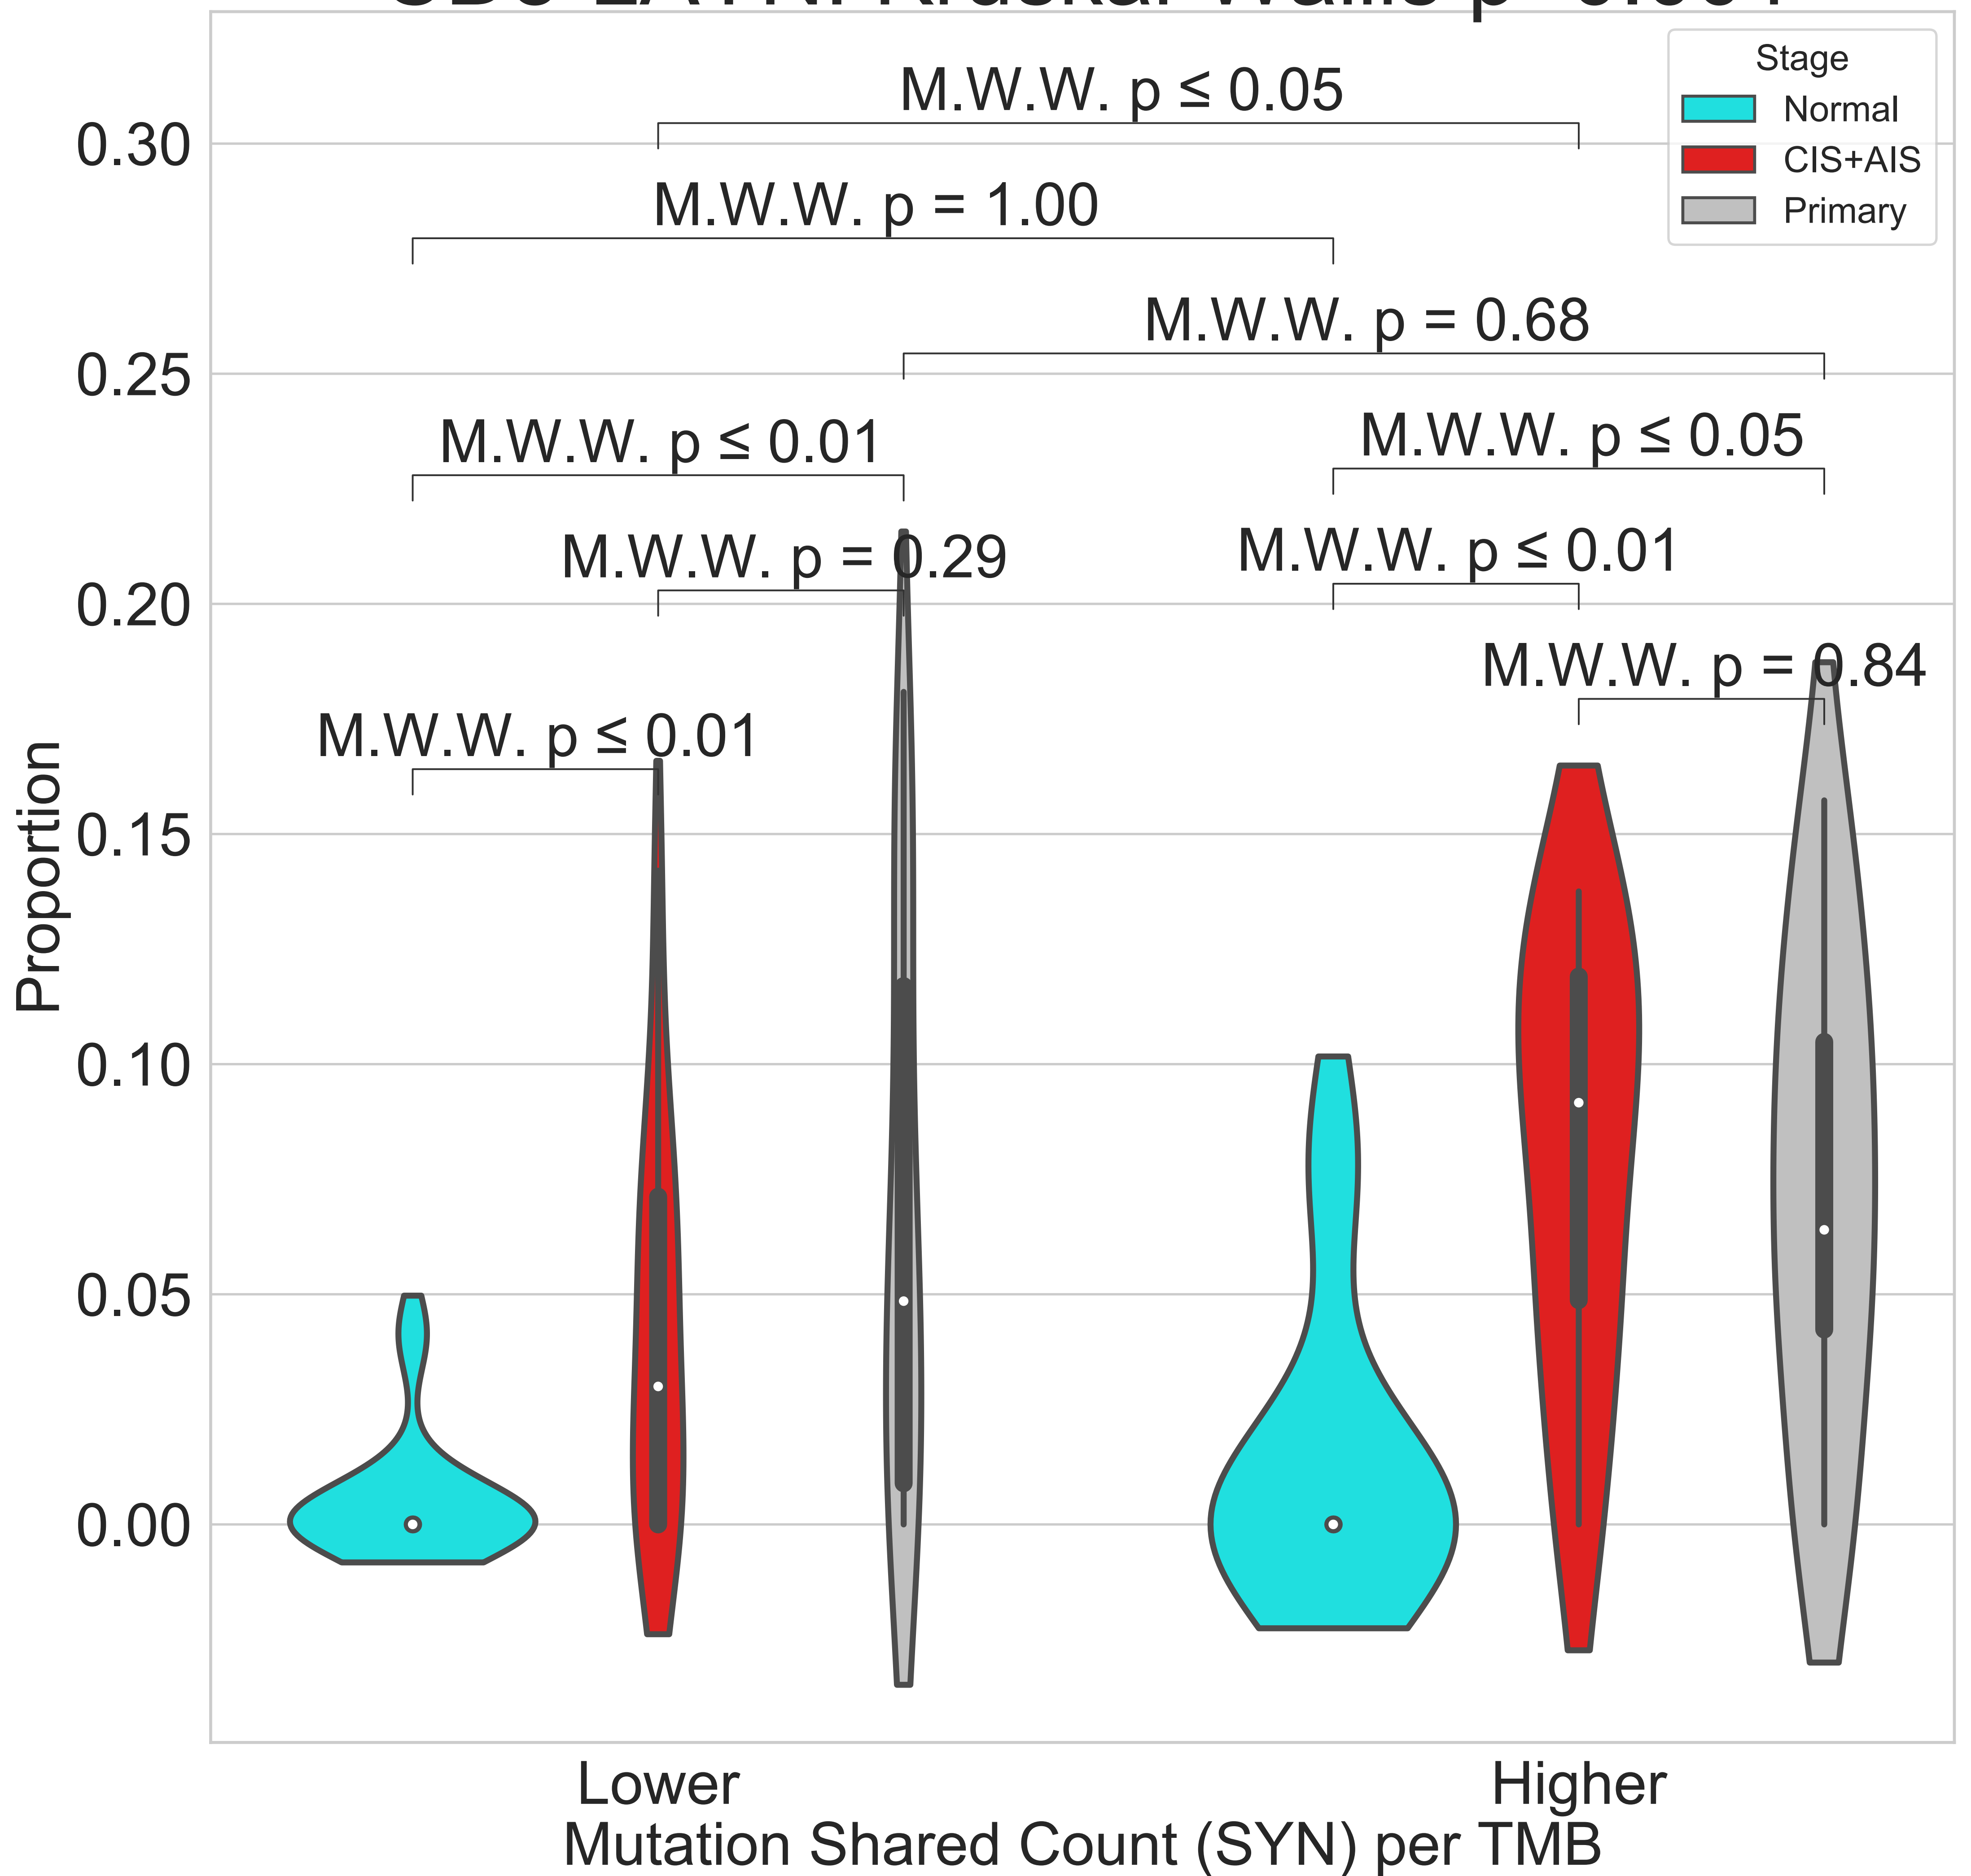 Stage
Normal
CIS+AIS
Primary
M.W.W. p ≤ 0.05
M.W.W. p = 1.00
M.W.W. p = 0.68
M.W.W. p ≤ 0.01
M.W.W. p ≤ 0.05
M.W.W. p = 0.29
M.W.W. p ≤ 0.01
M.W.W. p = 0.84
M.W.W. p ≤ 0.01
0.30
0.25
0.20
0.15
0.10
0.05
0.00
Proportion
Lower
Higher
Mutation Shared Count (SYN) per TMB